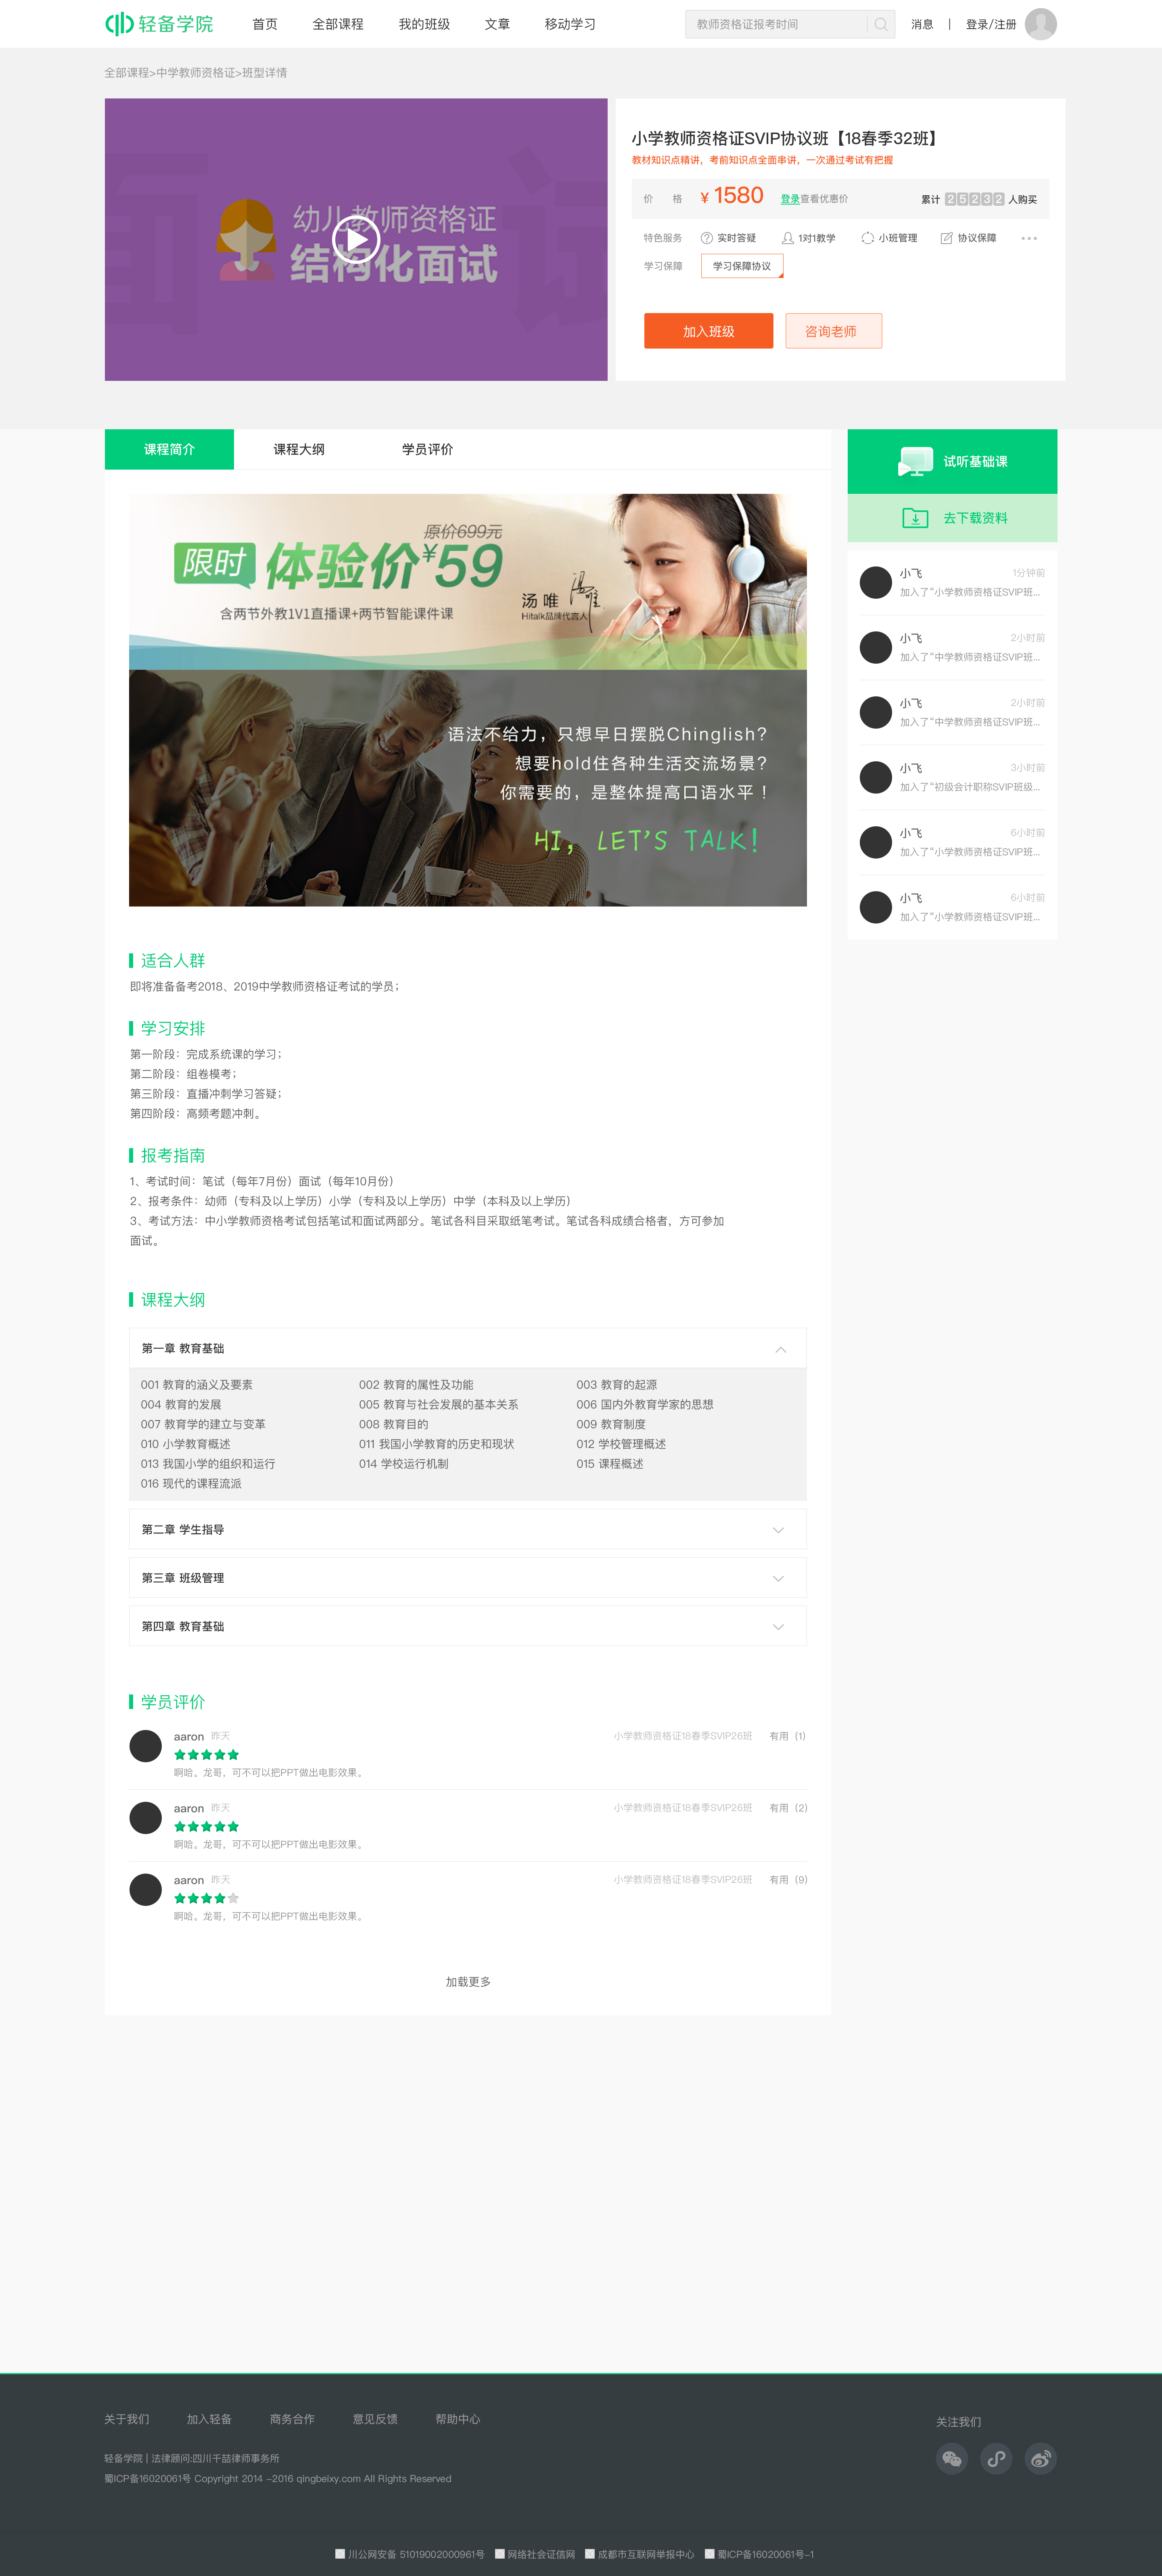 轻备学院
首页
全部课程
我的班级
文章
移动学习
教师资格证报考时间
消息
|
登录/注册
全部课程>中学教师资格证>班型详情
幼儿教师资格证
结构化面试
小学教师资格证SVIP协议班【18春季32班】
教材知识点精讲，考前知识点全面串讲，一次通过考试有把握
价 格 ¥ 1580 登录查看优惠价 累计 25232 人购买
特色服务 实时答疑 1对1教学 小班管理 协议保障
学习保障 学习保障协议
加入班级
咨询老师
课程简介
课程大纲
学员评价
试听基础课
去下载资料
原价699元
限时 体验价¥59
含两节外教1V1直播课+两节智能课件课
汤 唯
Hitalk品牌代言人
语法不给力，只想早日摆脱Chinglish？
想要hold住各种生活交流场景？
你需要的，是整体提高口语水平！
HI，LET'S TALK！
小飞 1分钟前
加入了“小学教师资格证SVIP班...
小飞 2小时前
加入了“中学教师资格证SVIP班...
小飞 2小时前
加入了“中学教师资格证SVIP班...
小飞 3小时前
加入了“初级会计职称SVIP班级...
小飞 6小时前
加入了“小学教师资格证SVIP班...
小飞 6小时前
加入了“小学教师资格证SVIP班...
适合人群
即将准备备考2018、2019中学教师资格证考试的学员；
学习安排
第一阶段：完成系统课的学习；
第二阶段：组卷模考；
第三阶段：直播冲刺学习答疑；
第四阶段：高频考题冲刺。
报考指南
1、考试时间：笔试（每年7月份）面试（每年10月份）
2、报考条件：幼师（专科及以上学历）小学（专科及以上学历）中学（本科及以上学历）
3、考试方法：中小学教师资格考试包括笔试和面试两部分。笔试各科目采取纸笔考试。笔试各科成绩合格者，方可参加
面试。
课程大纲
第一章 教育基础
001 教育的涵义及要素 002 教育的属性及功能 003 教育的起源
004 教育的发展 005 教育与社会发展的基本关系 006 国内外教育学家的思想
007 教育学的建立与变革 008 教育目的 009 教育制度
010 小学教育概述 011 我国小学教育的历史和现状 012 学校管理概述
013 我国小学的组织和运行 014 学校运行机制 015 课程概述
016 现代的课程流派
第二章 学生指导
第三章 班级管理
第四章 教育基础
学员评价
aaron 昨天 小学教师资格证18春季SVIP26班 有用（1）
啊哈。龙哥，可不可以把PPT做出电影效果。
aaron 昨天 小学教师资格证18春季SVIP26班 有用（2）
啊哈。龙哥，可不可以把PPT做出电影效果。
aaron 昨天 小学教师资格证18春季SVIP26班 有用（9）
啊哈。龙哥，可不可以把PPT做出电影效果。
加载更多
关于我们
加入轻备
商务合作
意见反馈
帮助中心
关注我们
轻备学院 | 法律顾问:四川千喆律师事务所
蜀ICP备16020061号 Copyright 2014 -2016 qingbeixy.com All Rights Reserved
川公网安备 51019002000961号 网络社会征信网 成都市互联网举报中心 蜀ICP备16020061号-1